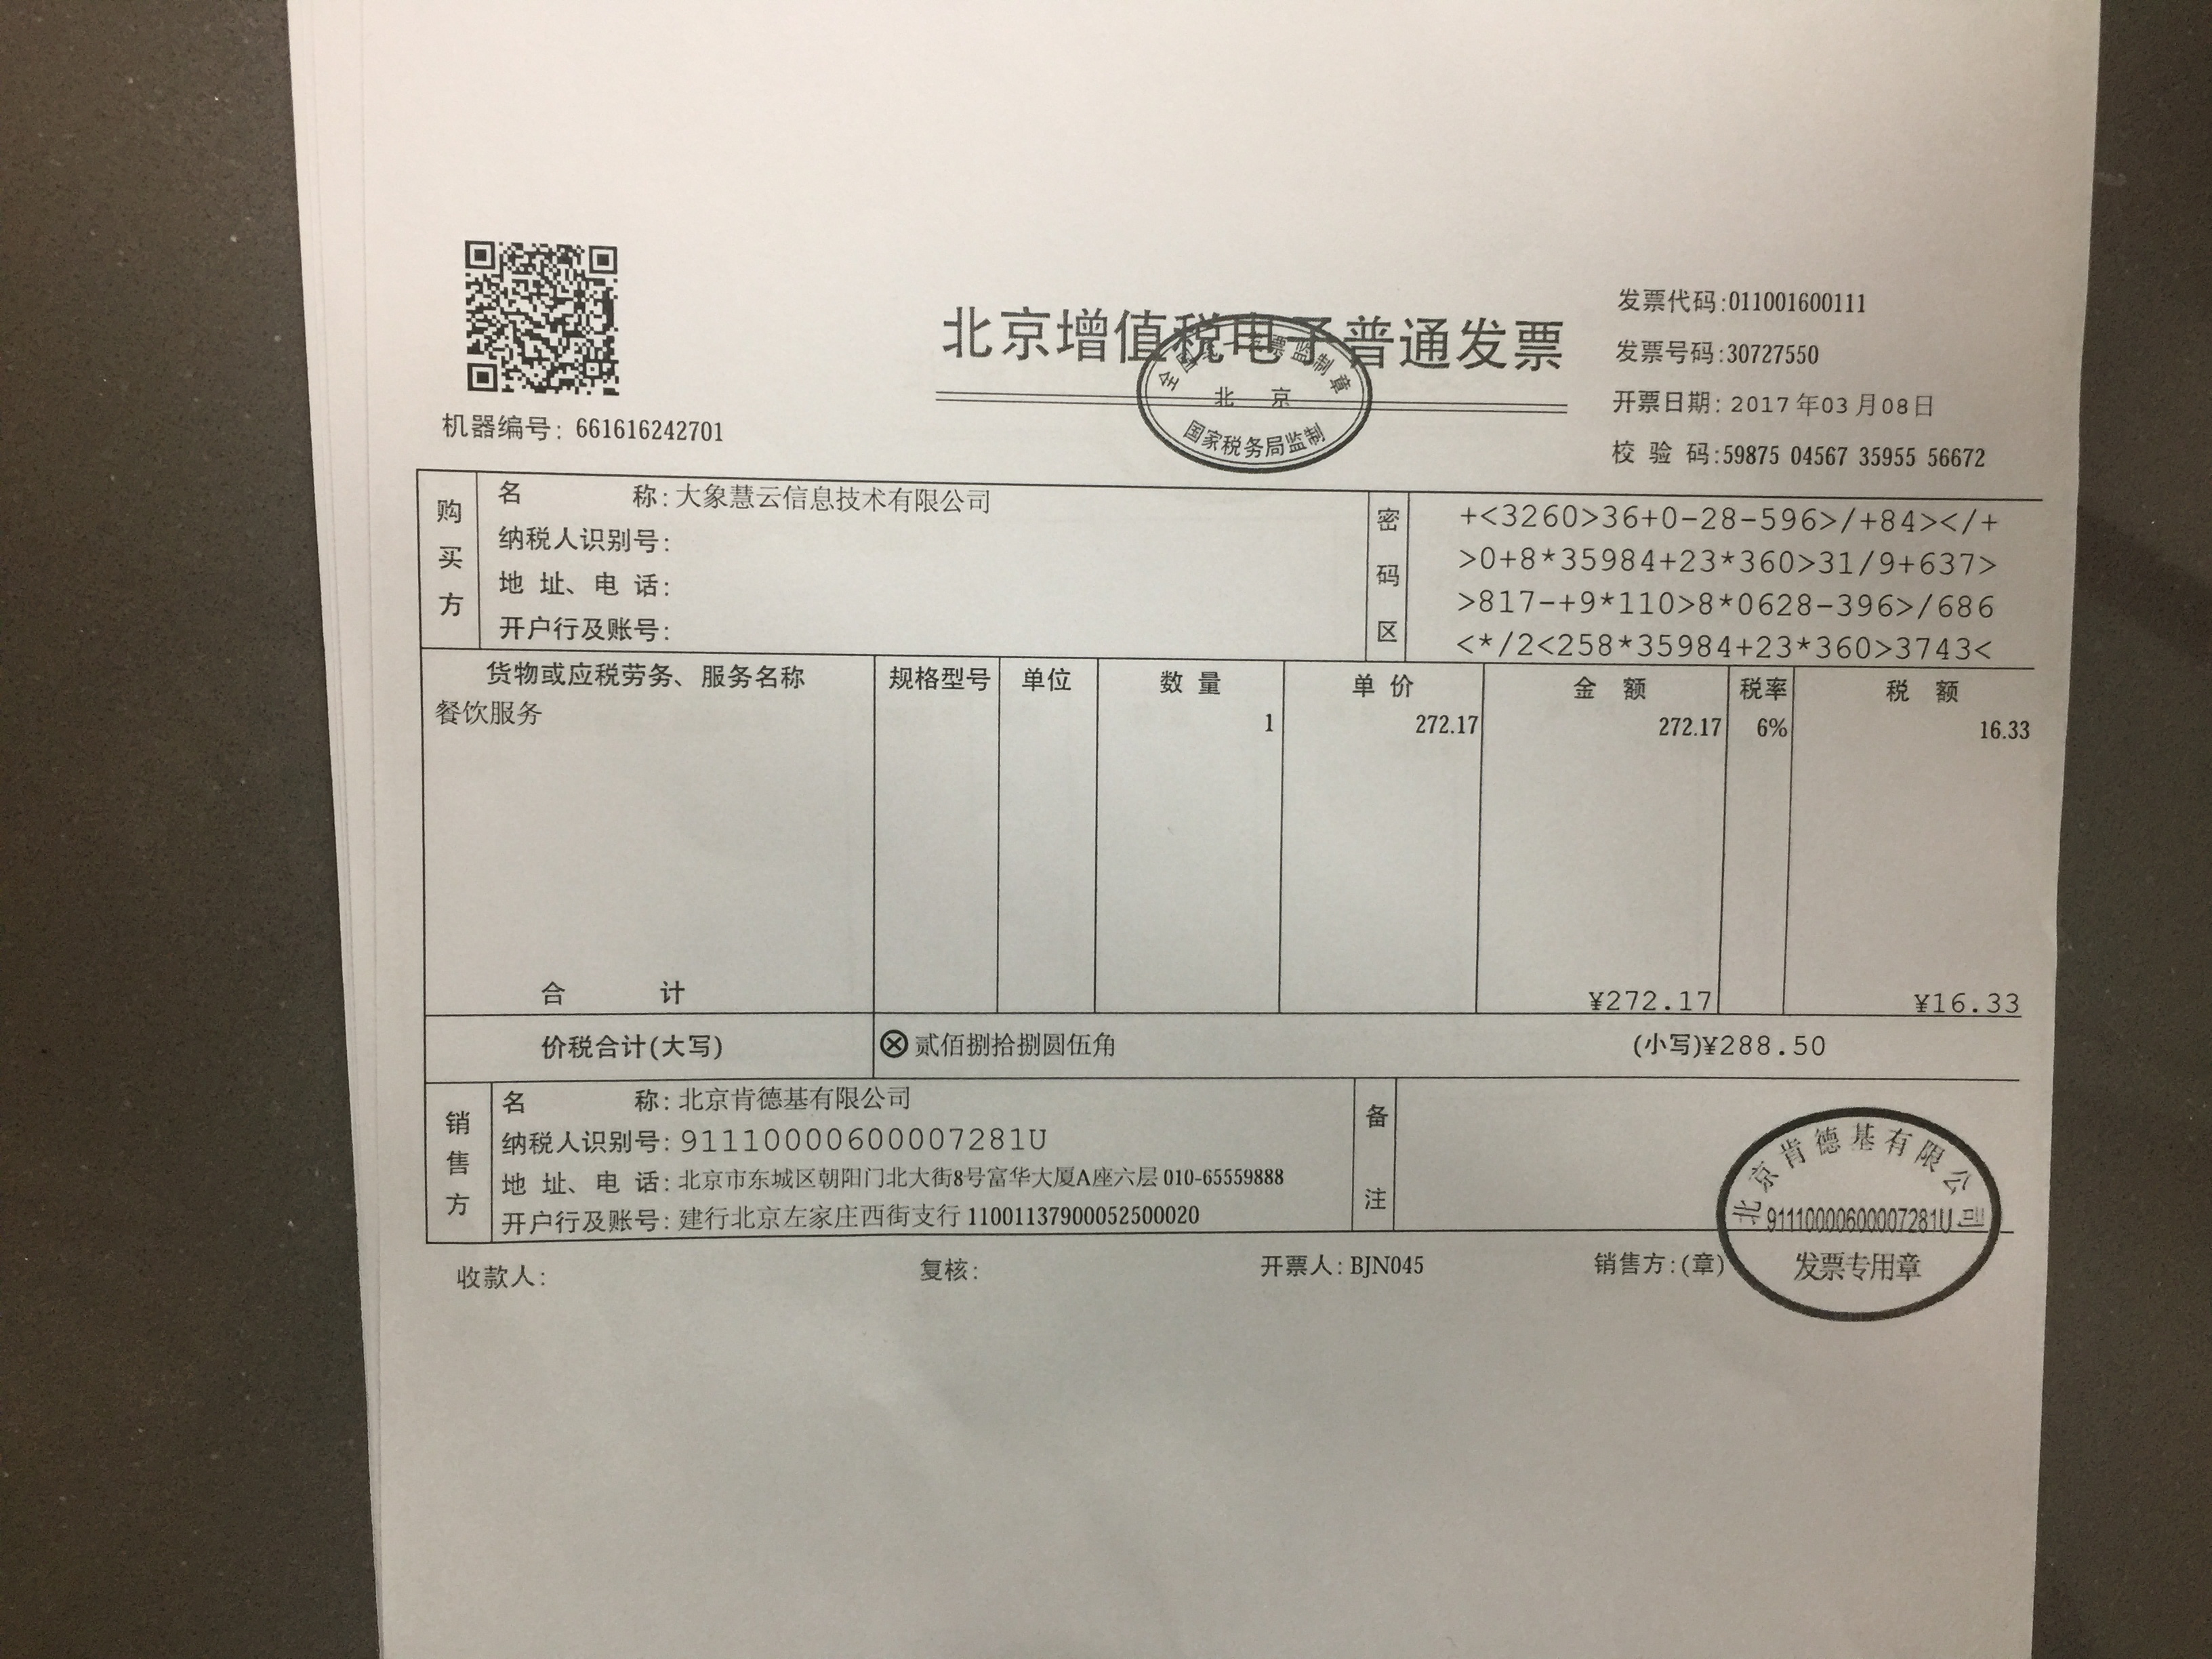 北京增值税电子普通发票
全国统一发票监制章
北 京
国家税务局监制
机器编号: 661616242701
发票代码:011001600111
发票号码:30727550
开票日期: 2017年03月08日
校 验 码:59875 04567 35955 56672
购买方
名 称: 大象慧云信息技术有限公司
纳税人识别号:
地 址、电 话:
开户行及账号:
密码区
+<3260>36+0-28-596>/+84></+
>0+8*35984+23*360>31/9+637>
>817-+9*110>8*0628-396>/686
<*/2<258*35984+23*360>3743<
货物或应税劳务、服务名称 规格型号 单位 数 量 单 价 金 额 税率 税 额
餐饮服务 1 272.17 272.17 6% 16.33
合 计 ¥272.17 ¥16.33
价税合计(大写) ⊗贰佰捌拾捌圆伍角 (小写)¥288.50
销售方
名 称: 北京肯德基有限公司
纳税人识别号: 91110000600007281U
地 址、电 话: 北京市东城区朝阳门北大街8号富华大厦A座六层 010-65559888
开户行及账号: 建行北京左家庄西街支行 11001137900052500020
备注
北京肯德基有限公司
91110000600007281U
发票专用章
收款人: 复核: 开票人: BJN045 销售方:(章)